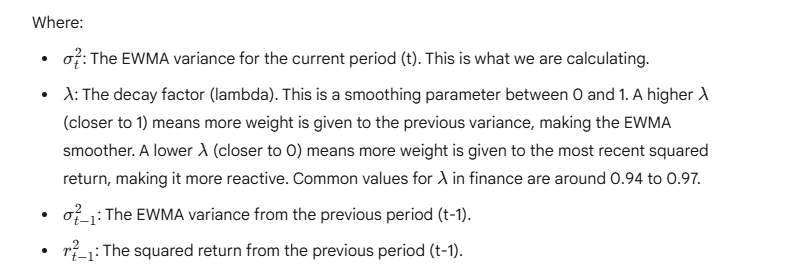 Where:
• σ²ₜ: The EWMA variance for the current period (t). This is what we are calculating.
• λ: The decay factor (lambda). This is a smoothing parameter between 0 and 1. A higher λ
(closer to 1) means more weight is given to the previous variance, making the EWMA
smoother. A lower λ (closer to 0) means more weight is given to the most recent squared
return, making it more reactive. Common values for λ in finance are around 0.94 to 0.97.
• σ²ₜ₋₁: The EWMA variance from the previous period (t-1).
• r²ₜ₋₁: The squared return from the previous period (t-1).